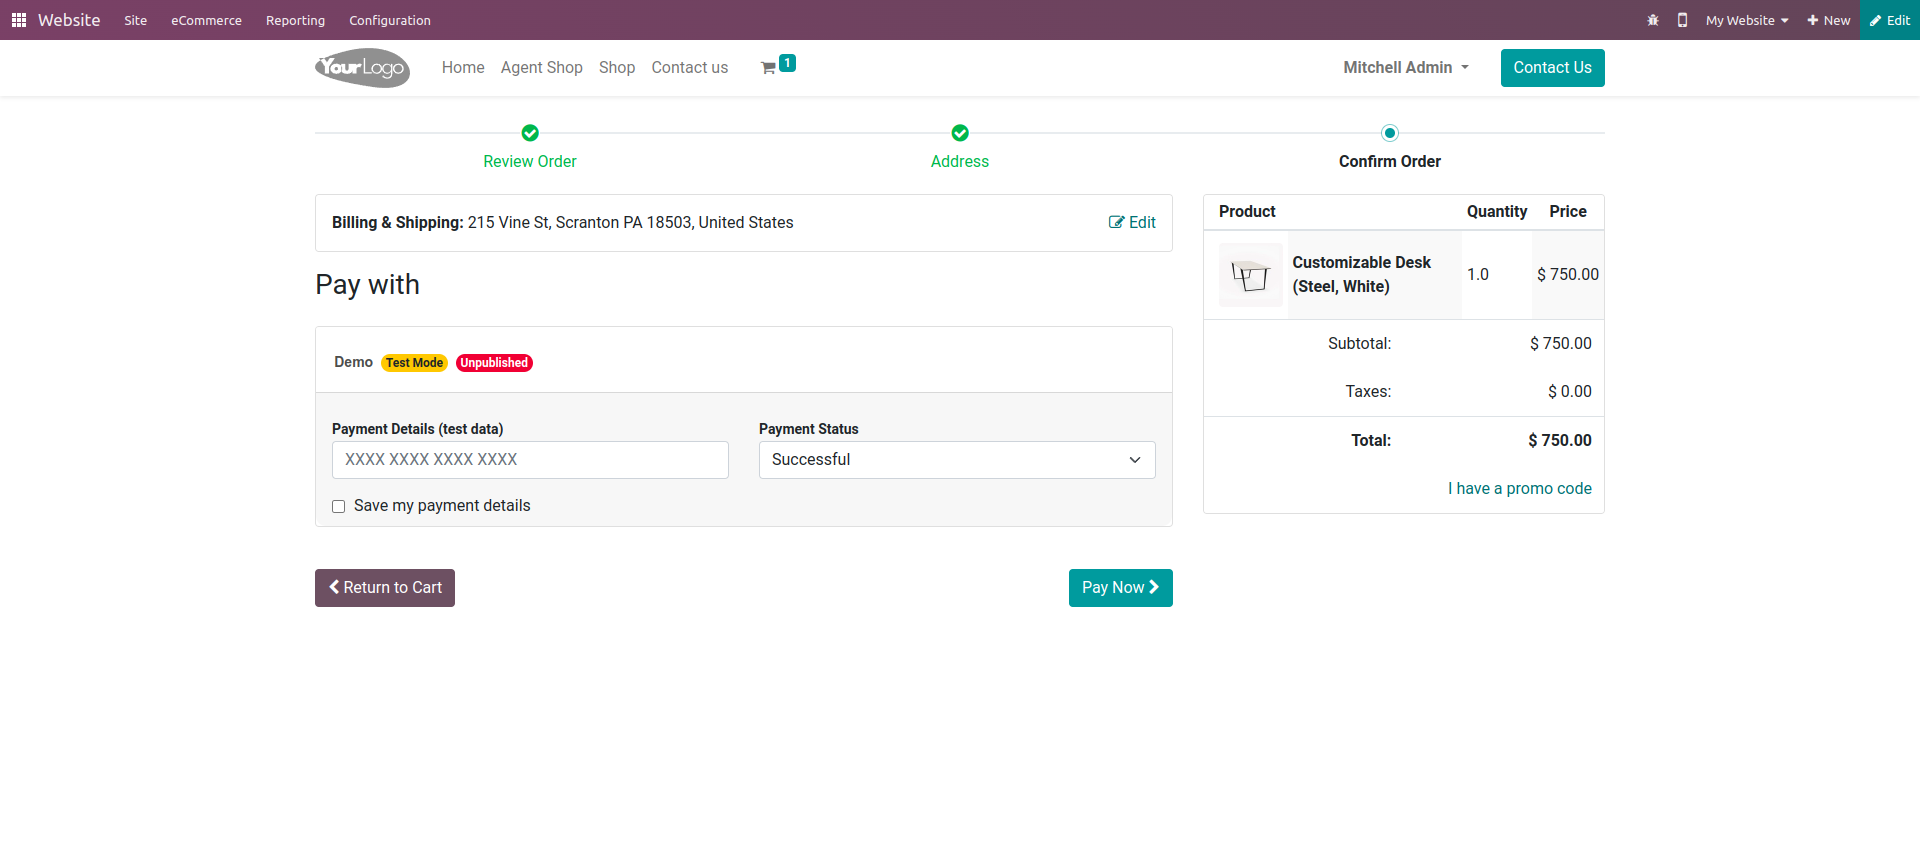 Website Site eCommerce Reporting Configuration My Website New Edit
YourLogo Home Agent Shop Shop Contact us 1 Mitchell Admin Contact Us
Review Order Address Confirm Order
Billing & Shipping: 215 Vine St, Scranton PA 18503, United States Edit
Pay with
Demo Test Mode Unpublished
Payment Details (test data) Payment Status
XXXX XXXX XXXX XXXX Successful
Save my payment details
Return to Cart Pay Now
Product Quantity Price
Customizable Desk
(Steel, White) 1.0 $ 750.00
Subtotal: $ 750.00
Taxes: $ 0.00
Total: $ 750.00
I have a promo code